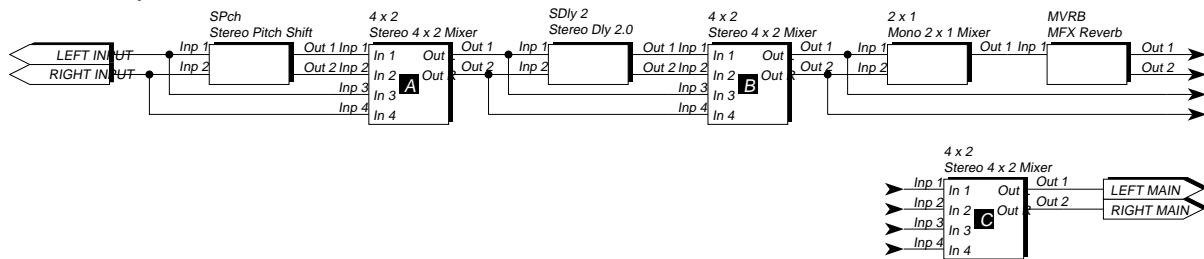 SPch
Stereo Pitch Shift
4 x 2
Stereo 4 x 2 Mixer
SDly 2
Stereo Dly 2.0
4 x 2
Stereo 4 x 2 Mixer
2 x 1
Mono 2 x 1 Mixer
MVRB
MFX Reverb
LEFT INPUT Inp 1 Out 1 Inp 1 In 1 Out L Out 1 Inp 1 Out 1 Inp 1 In 1 Out L Out 1 Inp 1 Out 1 Inp 1 Out 1
RIGHT INPUT Inp 2 Out 2 Inp 2 In 2 Out R Out 2 Inp 2 Out 2 Inp 2 In 2 Out R Out 2 Inp 2 Out 2
A
B
Inp 3 In 3 Inp 3 In 3
Inp 4 In 4 Inp 4 In 4
4 x 2
Stereo 4 x 2 Mixer
Inp 1 In 1 Out L Out 1 LEFT MAIN
Inp 2 In 2 Out R Out 2 RIGHT MAIN
C
Inp 3 In 3
Inp 4 In 4